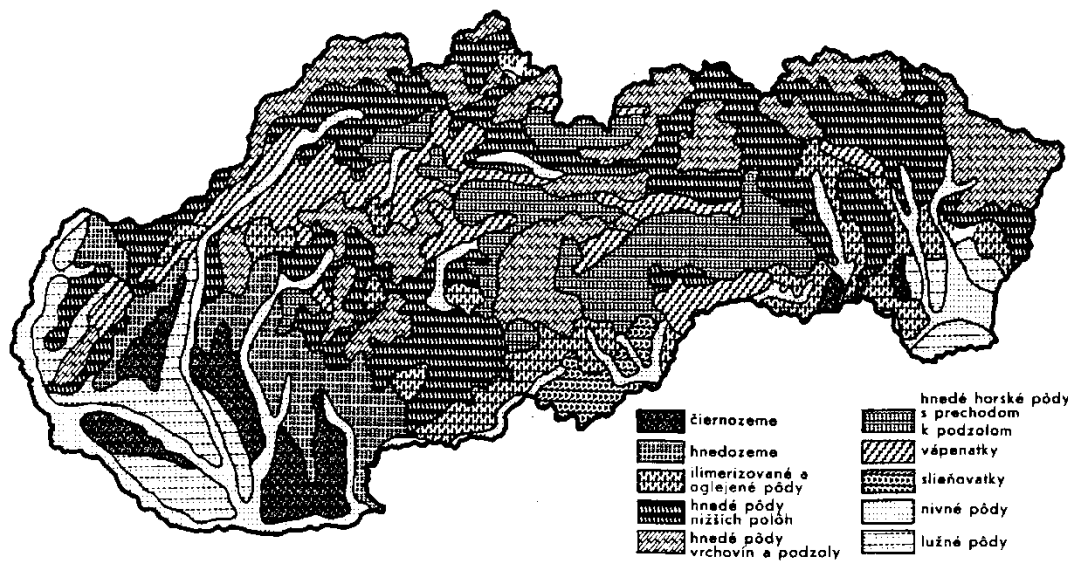 čiernozeme
hnedozeme
ilimerizované a
oglejené pôdy
hnedé pôdy
nižších polôh
hnedé pôdy
vrchovín a podzoly
hnedé horské pôdy
s prechodom
k podzolom
vápenatky
slieňovatky
nivné pôdy
lužné pôdy